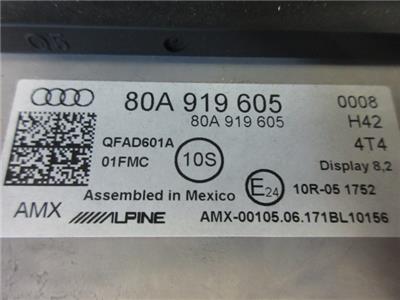 05
80A 919 605
0008
80A 919 605
H42
QFAD601A
4T4
01FMC
10S
Display 8,2
Assembled in Mexico
E24
10R-05 1752
AMX
ALPINE
AMX-00105.06.171BL10156